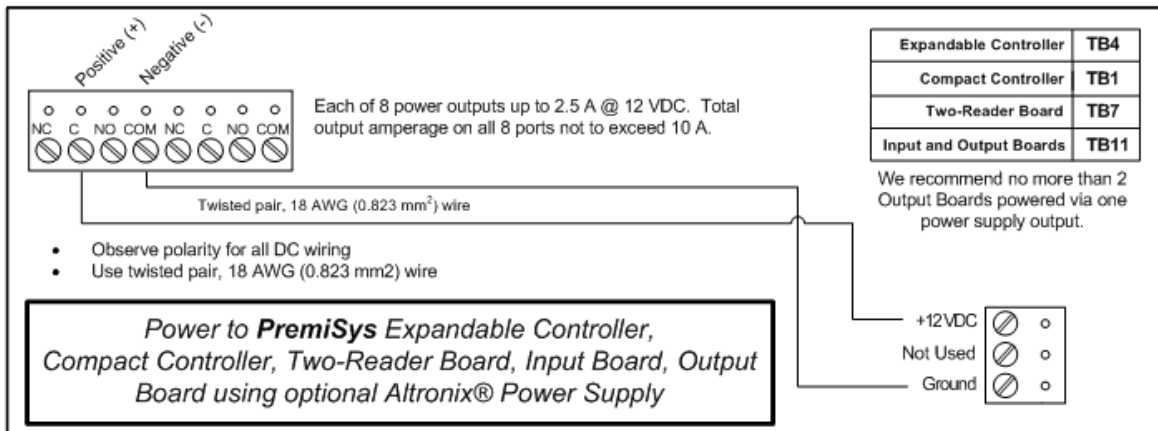 Positive (+)
Negative (-)
NC C NO COM NC C NO COM
Each of 8 power outputs up to 2.5 A @ 12 VDC. Total
output amperage on all 8 ports not to exceed 10 A.
Expandable Controller TB4
Compact Controller TB1
Two-Reader Board TB7
Input and Output Boards TB11
We recommend no more than 2
Output Boards powered via one
power supply output.
Twisted pair, 18 AWG (0.823 mm²) wire
• Observe polarity for all DC wiring
• Use twisted pair, 18 AWG (0.823 mm2) wire
Power to PremiSys Expandable Controller,
Compact Controller, Two-Reader Board, Input Board, Output
Board using optional Altronix® Power Supply
+12VDC
Not Used
Ground